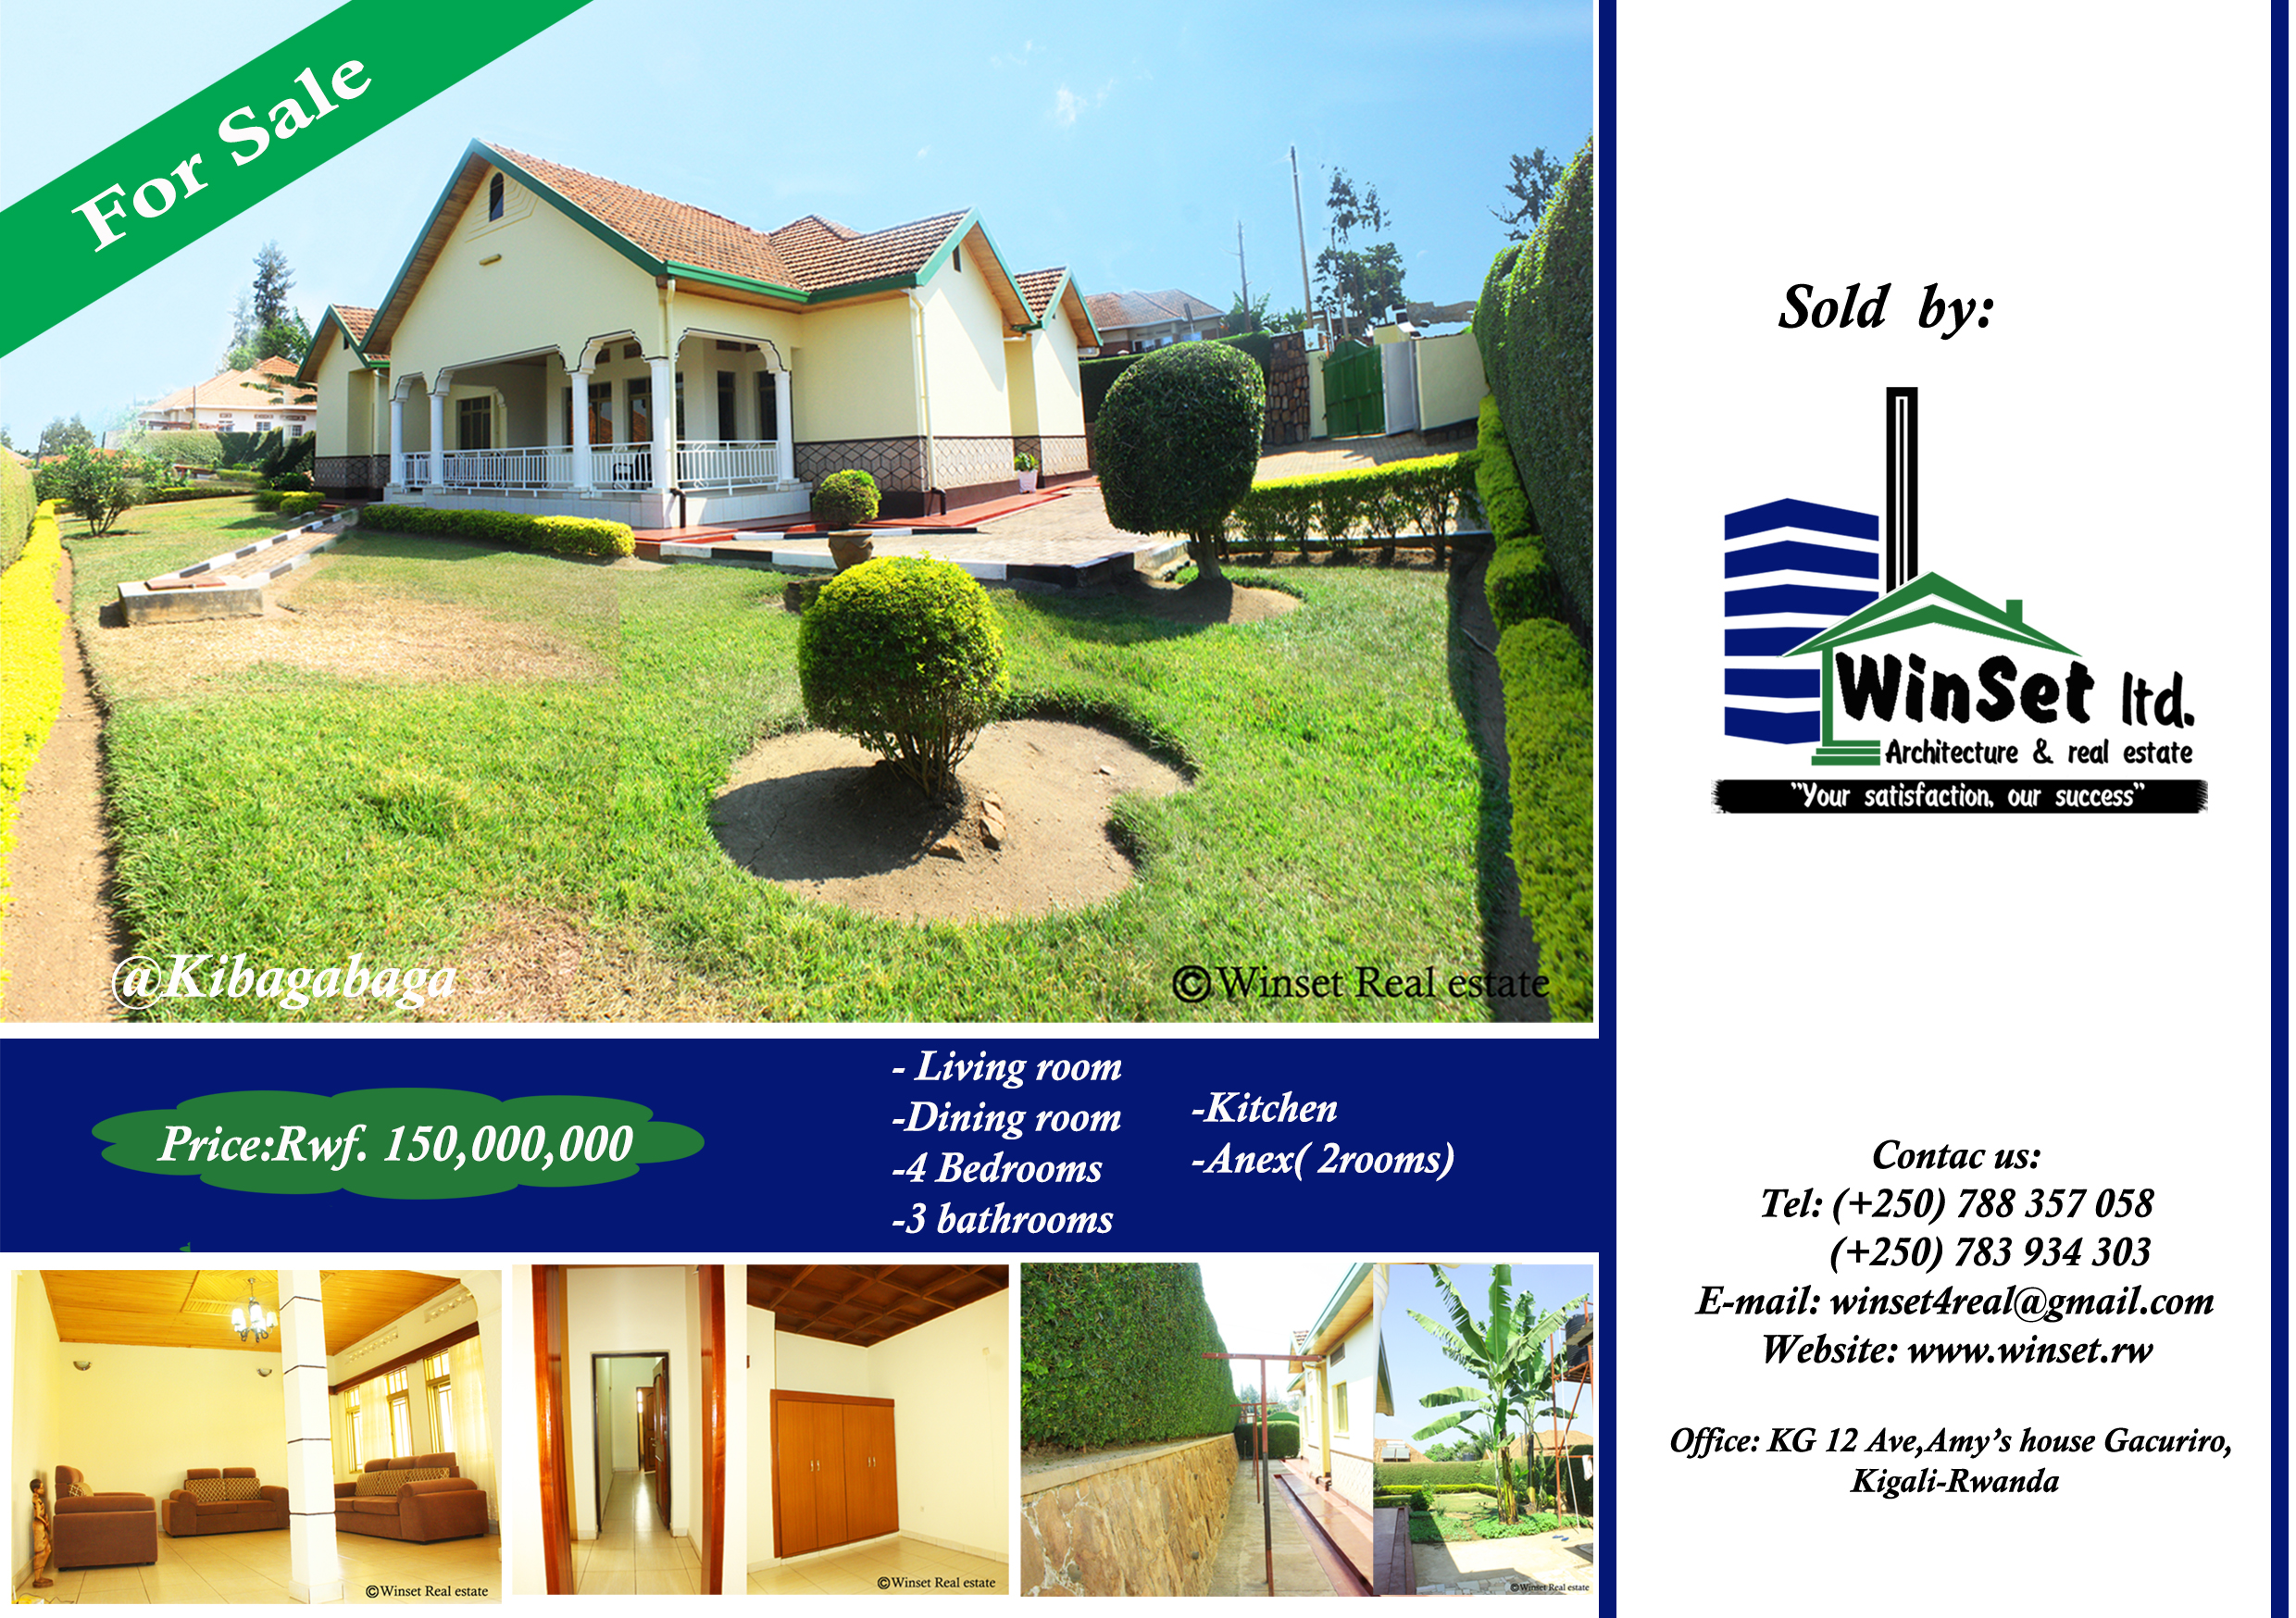 For Sale
@Kibagabaga
©Winset Real estate
Price:Rwf. 150,000,000
- Living room
-Dining room
-4 Bedrooms
-3 bathrooms
-Kitchen
-Anex( 2rooms)
©Winset Real estate
©Winset Real estate
©Winset Real estate
Sold by:
WinSet ltd.
Architecture & real estate
"Your satisfaction, our success"
Contac us:
Tel: (+250) 788 357 058
(+250) 783 934 303
E-mail: winset4real@gmail.com
Website: www.winset.rw
Office: KG 12 Ave,Amy's house Gacuriro,
Kigali-Rwanda